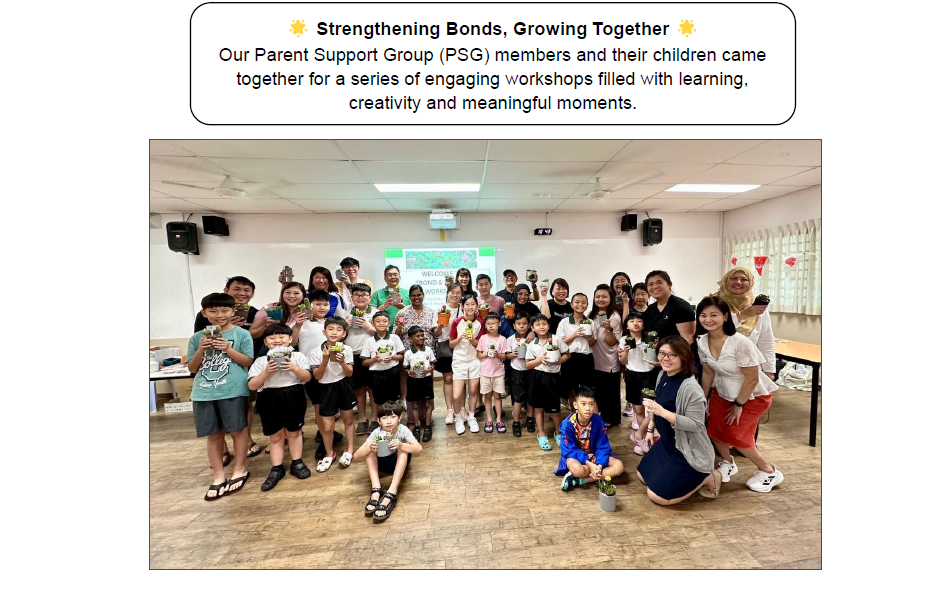 🌟 Strengthening Bonds, Growing Together 🌟
Our Parent Support Group (PSG) members and their children came
together for a series of engaging workshops filled with learning,
creativity and meaningful moments.
WELCOME